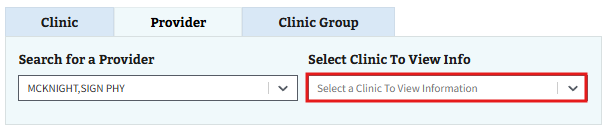 Clinic Provider Clinic Group
Search for a Provider Select Clinic To View Info
MCKNIGHT,SIGN PHY Select a Clinic To View Information